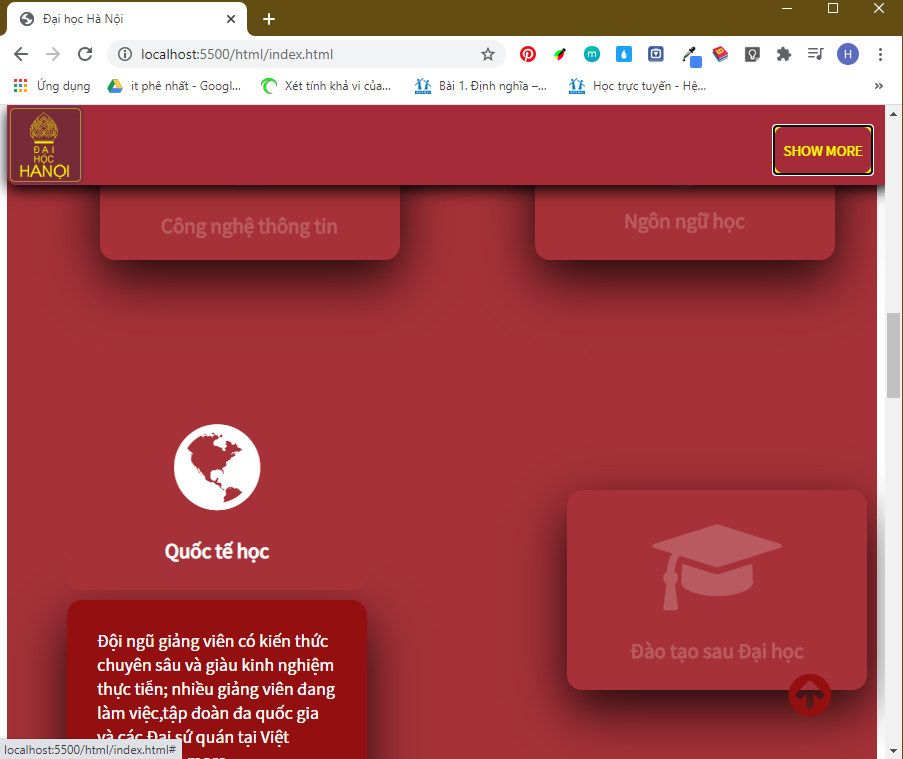 Đại học Hà Nội
localhost:5500/html/index.html
m
H
Ứng dụng
it phê nhất - Googl...
Xét tính khả vi của...
Bài 1. Định nghĩa –...
Học trực tuyến - Hệ...
»
ĐẠI
HỌC
HANỘI
SHOW MORE
Công nghệ thông tin
Ngôn ngữ học
Quốc tế học
Đào tạo sau Đại học
Đội ngũ giảng viên có kiến thức
chuyên sâu và giàu kinh nghiệm
thực tiễn; nhiều giảng viên đang
làm việc,tập đoàn đa quốc gia
và các Đại sứ quán tại Việt
localhost:5500/html/index.html#